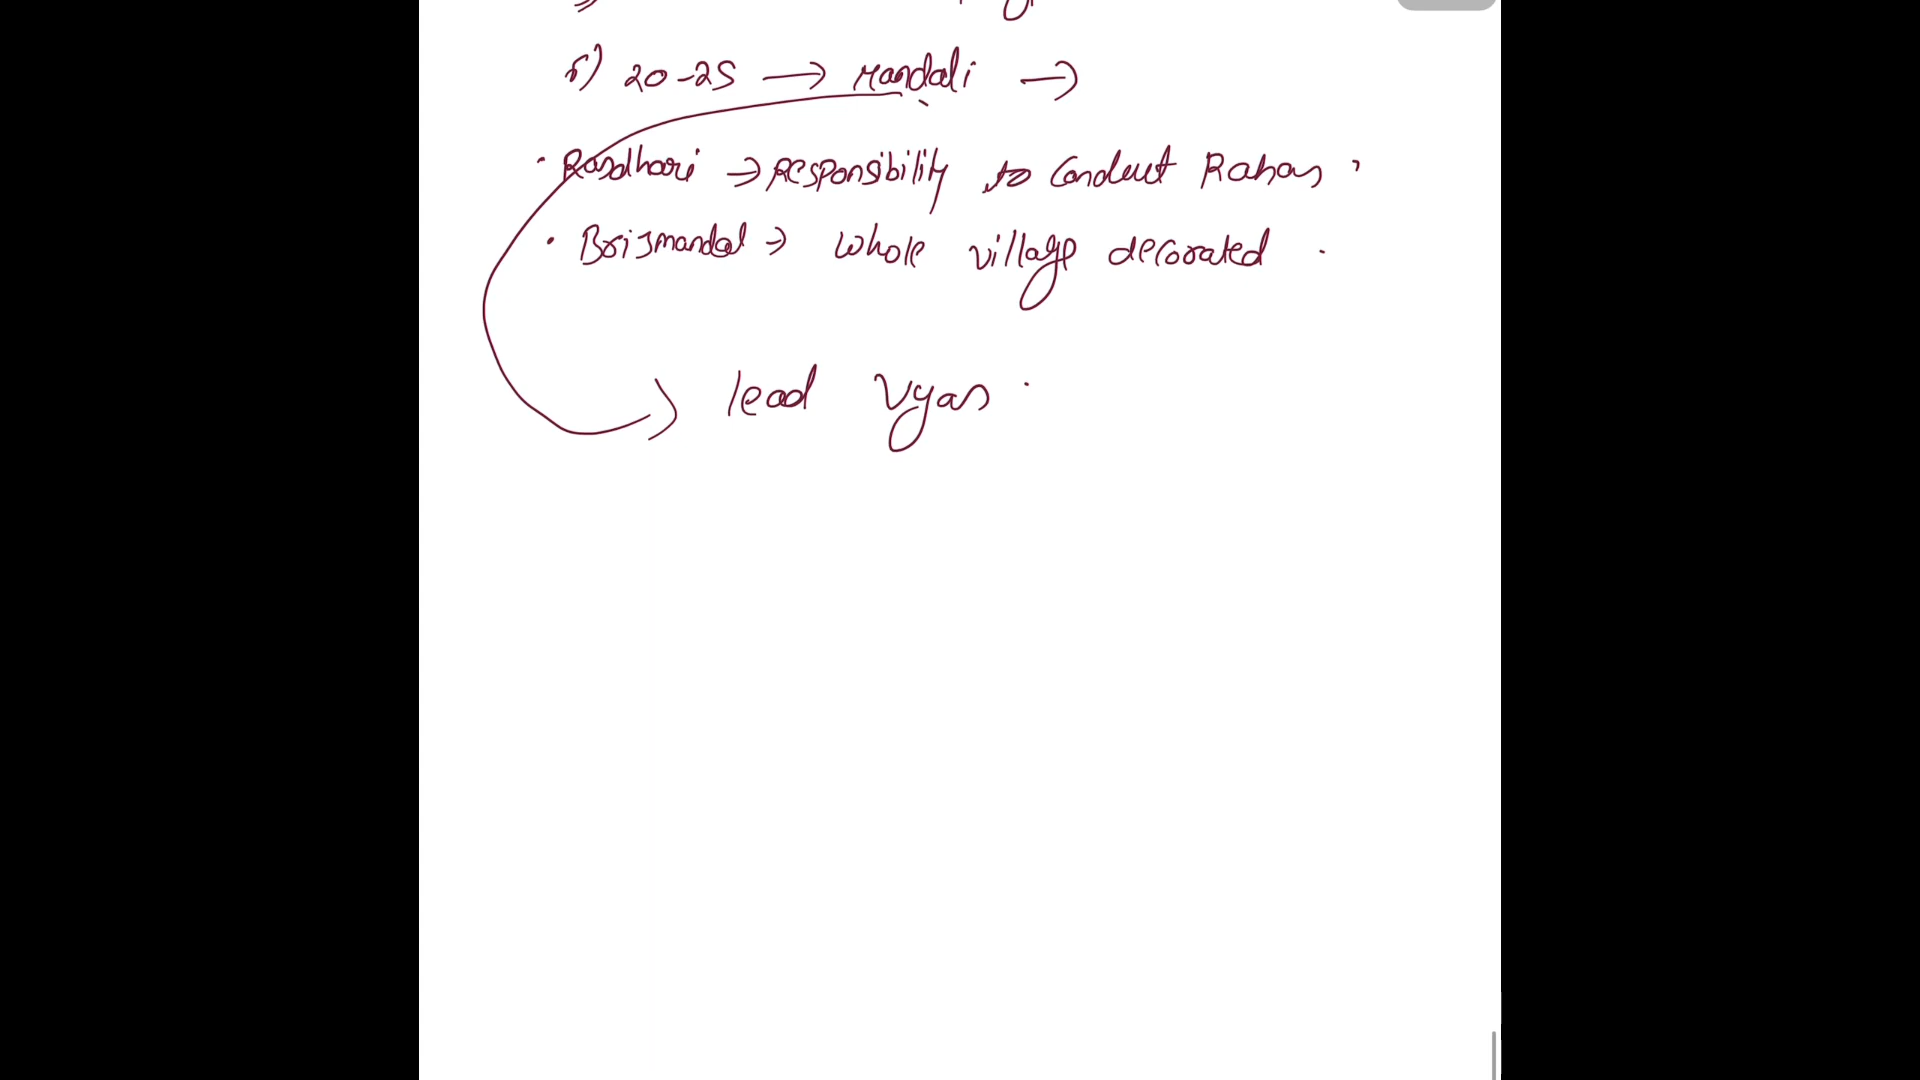 5) 20-25 → Mandali →
· Rasdhari → Responsibility to Conduct Rahas,
· Brijmandal → whole village decorated.
→ lead Vyas.